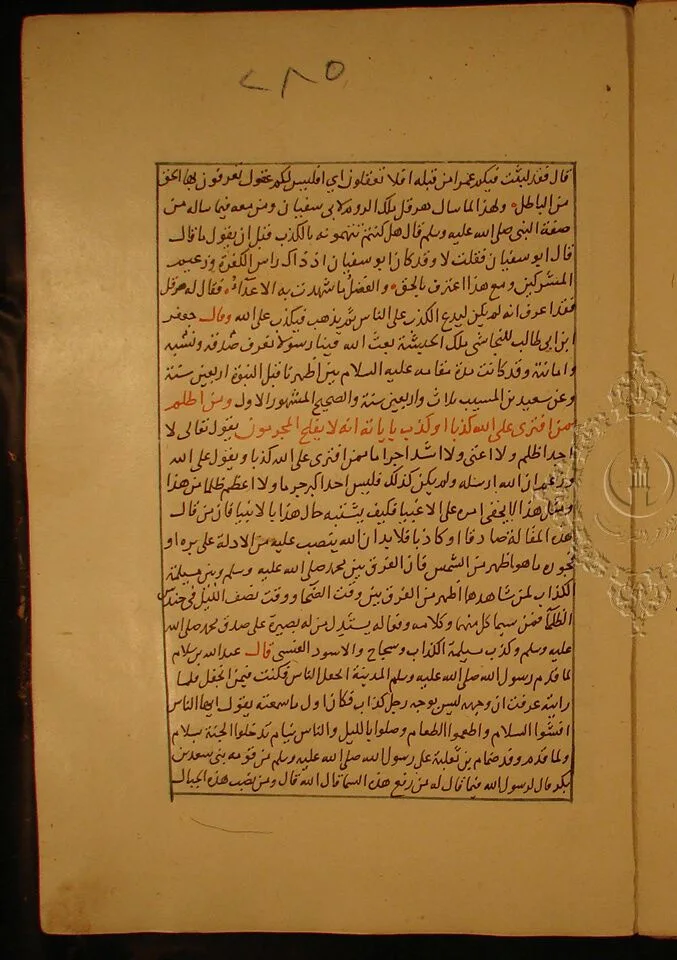 ٢٨٥
قال فقد لبثت فيكم عمرا من قبله افلا تعقلون اي افليس لكم عقول تعرفون بها الحق
من الباطل ولهذا لما سال هرقل ملك الروم لابي سفيان ومن معه فيما ساله من
صفة النبي صلى الله عليه وسلم قال هل كنتم تتهمونه بالكذب قبل ان يقول ما قال
قال ابو سفيان فقلت لا وقد كان ابو سفيان اذ ذاك راس الكفرة وزعيم
المشركين ومع هذا اعترف بالحق والفضل ما شهدت به الاعداء فقال له هرقل
فقد اعرف انه لم يكن ليدع الكذب على الناس ثم يذهب فيكذب على الله وقال جعفر
ابن ابي طالب للنجاشي ملك الحبشة بعث الله فينا رسولا نعرف صدقه ونسبه
وامانته وقد كانت مدة مقامه عليه السلام بين اظهرنا قبل النبوة اربعين سنة
وعن سعيد بن المسيب ثلاث واربعين سنة والصحيح المشهور الاول ومن اظلم
ممن افترى على الله كذبا او كذب باياته انه لا يفلح المجرمون يقول تعالى لا
احد اظلم ولا اعتى ولا اشد اجراما ممن افترى على الله كذبا ويقول على الله
وزعم ان الله ارسله ولم يكن كذلك فليس احد اكبر جرما ولا اعظم ظلما من هذا
ومثل هذا لا يخفى امره على الاغبيا فكيف يشتبه حال هذا بالانبيا فان من قال
هذه المقالة صادقا او كاذبا فلا بد ان الله ينصب عليه من الادلة على بره او
فجوره ما هو اظهر من الشمس فان الفرق بين محمد صلى الله عليه وسلم وبين مسيلمة
الكذاب لمن شاهدهما اظهر من الفرق بين وقت الضحا ووقت نصف الليل في حندس
الظلما فمن سيما كل منهما وكلامه وفعاله يستدل من له بصيرة على صدق محمد صلى الله
عليه وسلم وكذب مسيلمة الكذاب وسجاح والاسود العنسي قال عبد الله بن سلام
لما قدم رسول الله صلى الله عليه وسلم المدينة انجفل الناس فكنت فيمن انجفل فلما
رايته عرفت ان وجهه ليس بوجه رجل كذاب فكان اول ما سمعته يقول ايها الناس
افشوا السلام واطعموا الطعام وصلوا بالليل والناس نيام تدخلوا الجنة بسلام
ولما قدم وفد ضمام بن ثعلبة على رسول الله صلى الله عليه وسلم من قومه بني سعد بن
بكر قال لرسول الله فيما قال له من رفع هذه السما قال الله قال ومن نصب هذه الجبال